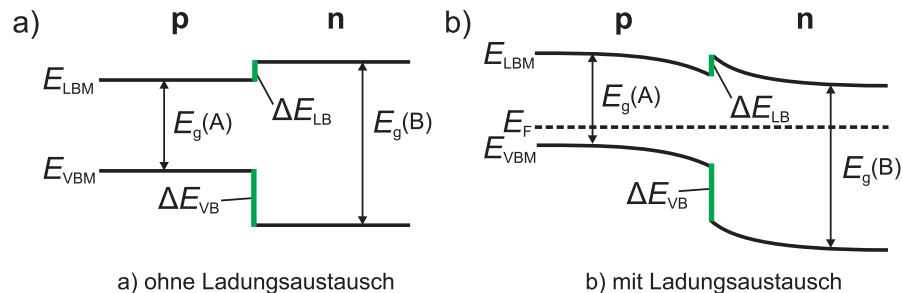 a)
p
n
E_LBM
E_g(A)
ΔE_LB
E_g(B)
E_VBM
ΔE_VB
a) ohne Ladungsaustausch
b)
p
n
E_LBM
E_g(A)
ΔE_LB
E_F
E_VBM
E_g(B)
ΔE_VB
b) mit Ladungsaustausch